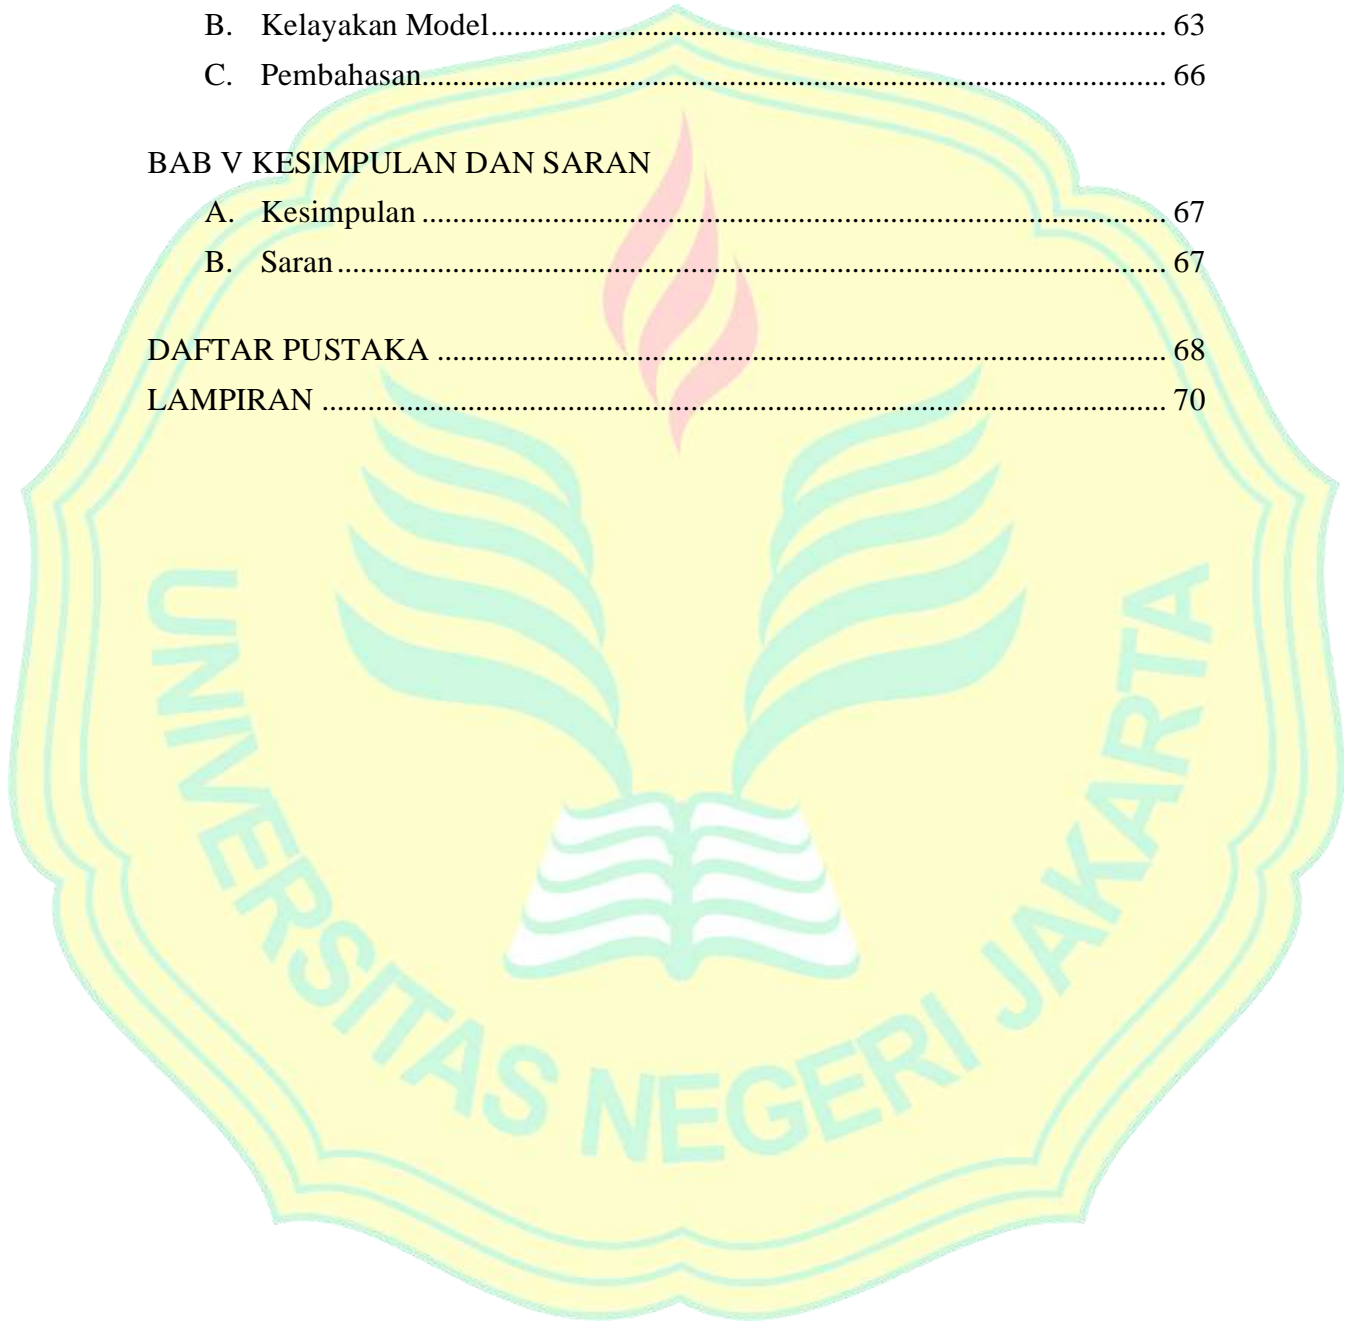 B. Kelayakan Model.......................................................................................... 63
C. Pembahasan.................................................................................................. 66
BAB V KESIMPULAN DAN SARAN
A. Kesimpulan .................................................................................................. 67
B. Saran ............................................................................................................. 67
DAFTAR PUSTAKA ................................................................................................ 68
LAMPIRAN ............................................................................................................... 70
UNIVERSITAS NEGERI JAKARTA